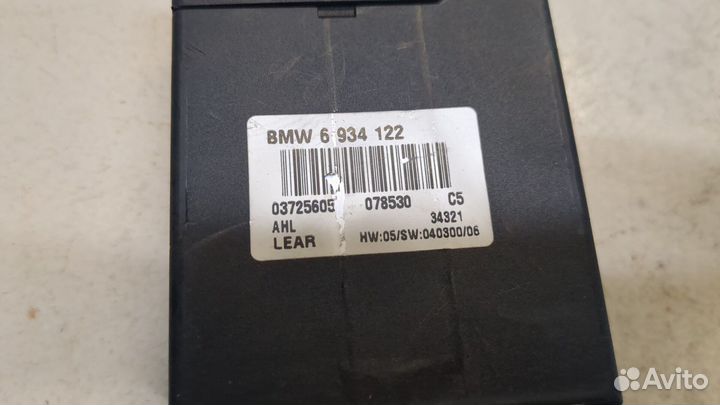 BMW 6 934 122
03725605 078530 C5
AHL 34321
LEAR HW:05/SW:040300/06
Avito